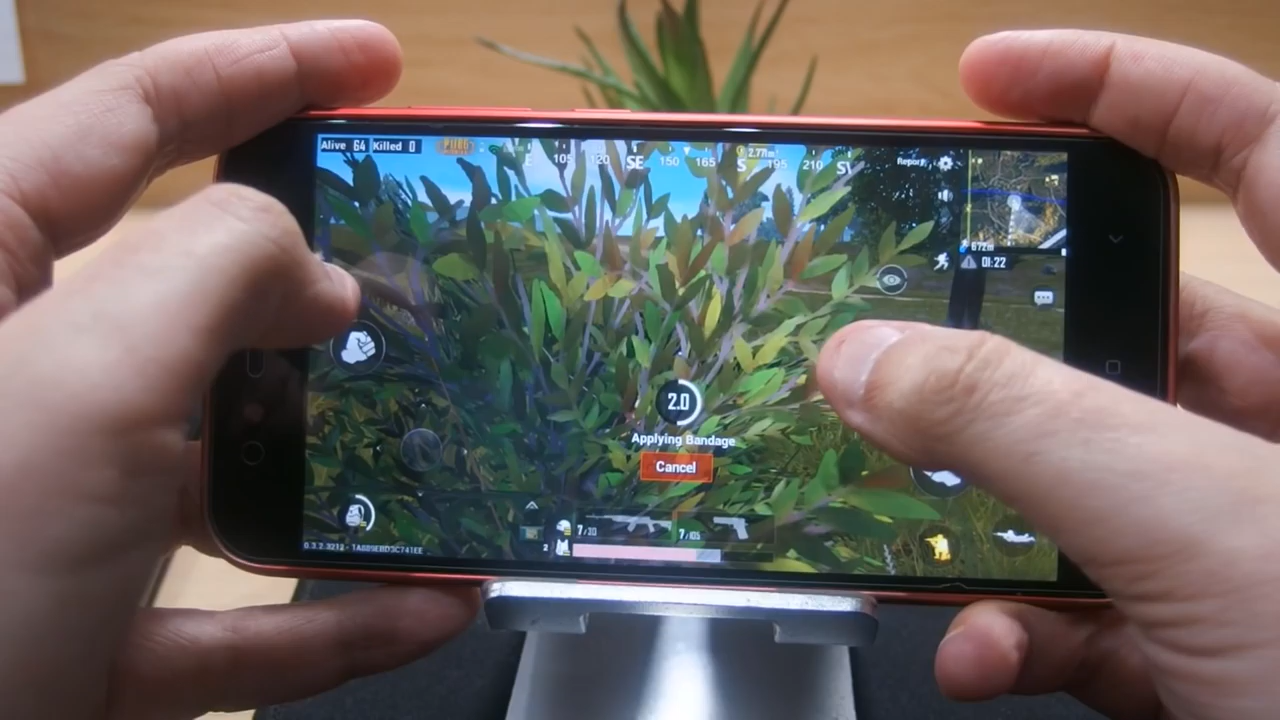 Alive 64 Killed 0
PUBG
E 105 120 SE 150 165 S 195 210
Report
672m
01:22
2.0
Applying Bandage
Cancel
7/30
7/105
2